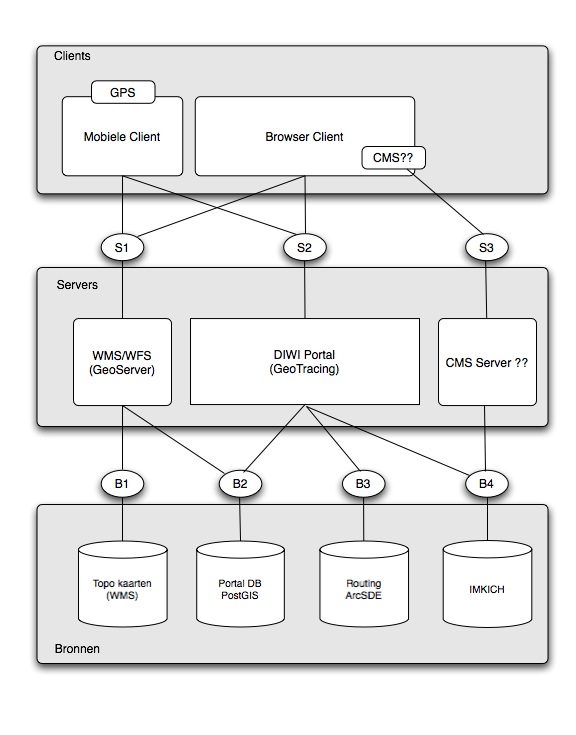 Clients
GPS
Mobiele Client
Browser Client
CMS??
S1
S2
S3
Servers
WMS/WFS
(GeoServer)
DIWI Portal
(GeoTracing)
CMS Server ??
B1
B2
B3
B4
Topo kaarten
(WMS)
Portal DB
PostGIS
Routing
ArcSDE
IMKICH
Bronnen